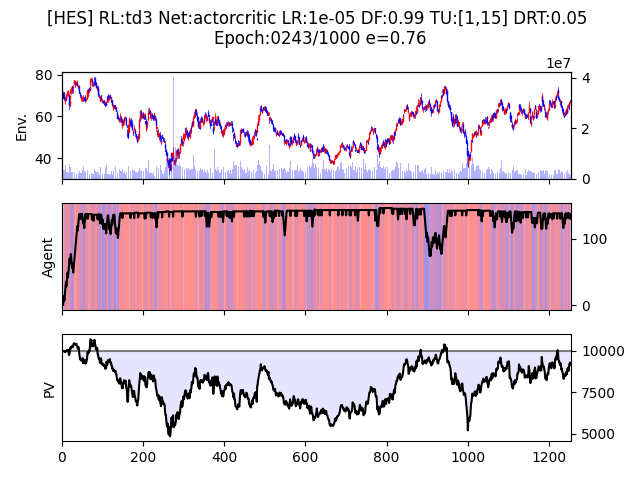 [HES] RL:td3 Net:actorcritic LR:1e-05 DF:0.99 TU:[1,15] DRT:0.05
Epoch:0243/1000 e=0.76
1e7
80
60
40
Env.
4
2
0
Agent
100
0
PV
10000
7500
5000
0 200 400 600 800 1000 1200